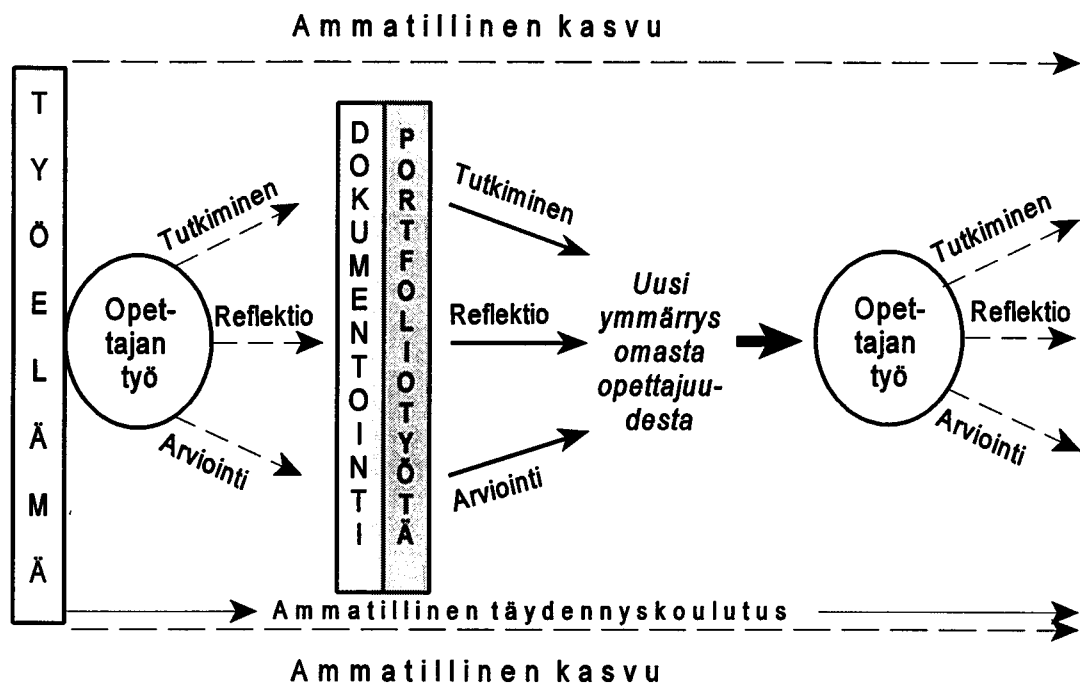 Ammatillinen kasvu
TYÖELÄMÄ
Opet-
tajan
työ
Tutkiminen
Reflektio
Arviointi
DOKUMENTOINTI
PORTFOLIOTYÖTÄ
Tutkiminen
Reflektio
Arviointi
Uusi
ymmärrys
omasta
opettajuu-
desta
Opet-
tajan
työ
Tutkiminen
Reflektio
Arviointi
Ammatillinen täydennyskoulutus
Ammatillinen kasvu